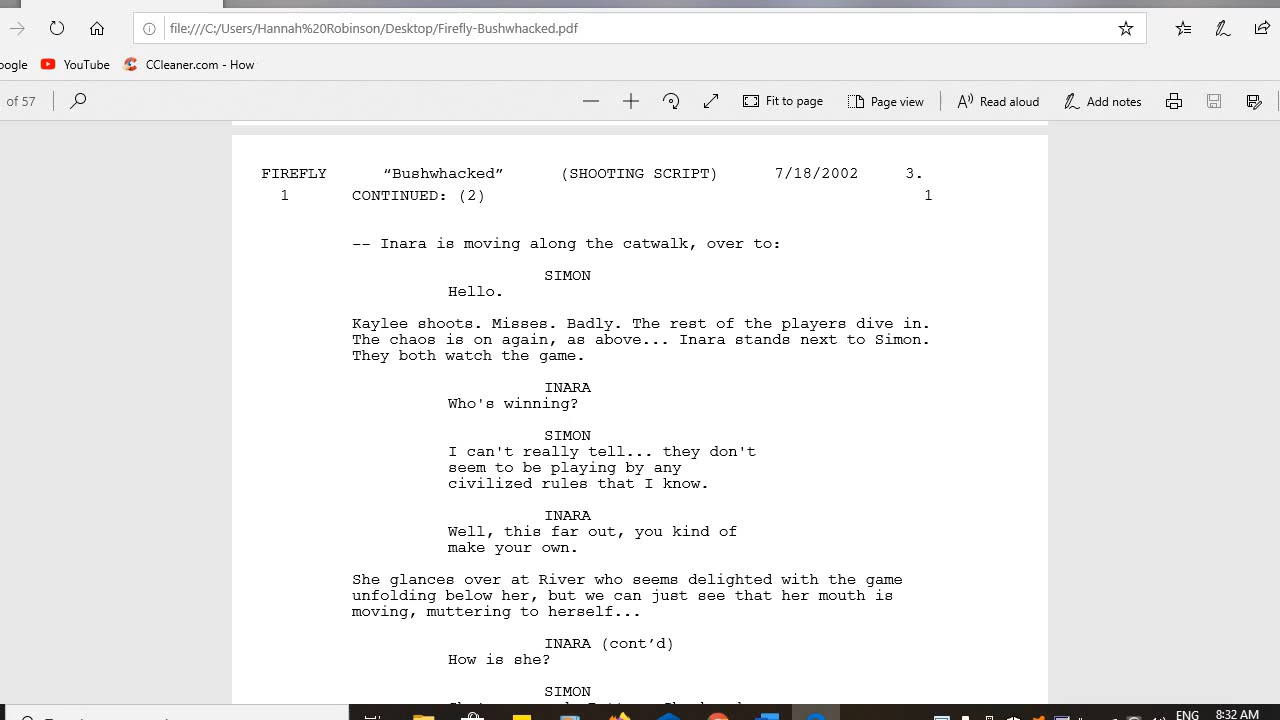 file:///C:/Users/Hannah%20Robinson/Desktop/Firefly-Bushwhacked.pdf
oogle YouTube CCleaner.com - How
of 57 Fit to page Page view Read aloud Add notes
FIREFLY “Bushwhacked” (SHOOTING SCRIPT) 7/18/2002 3.
1 CONTINUED: (2) 1
-- Inara is moving along the catwalk, over to:
SIMON
Hello.
Kaylee shoots. Misses. Badly. The rest of the players dive in.
The chaos is on again, as above... Inara stands next to Simon.
They both watch the game.
INARA
Who's winning?
SIMON
I can't really tell... they don't
seem to be playing by any
civilized rules that I know.
INARA
Well, this far out, you kind of
make your own.
She glances over at River who seems delighted with the game
unfolding below her, but we can just see that her mouth is
moving, muttering to herself...
INARA (cont’d)
How is she?
SIMON
ENG 8:32 AM